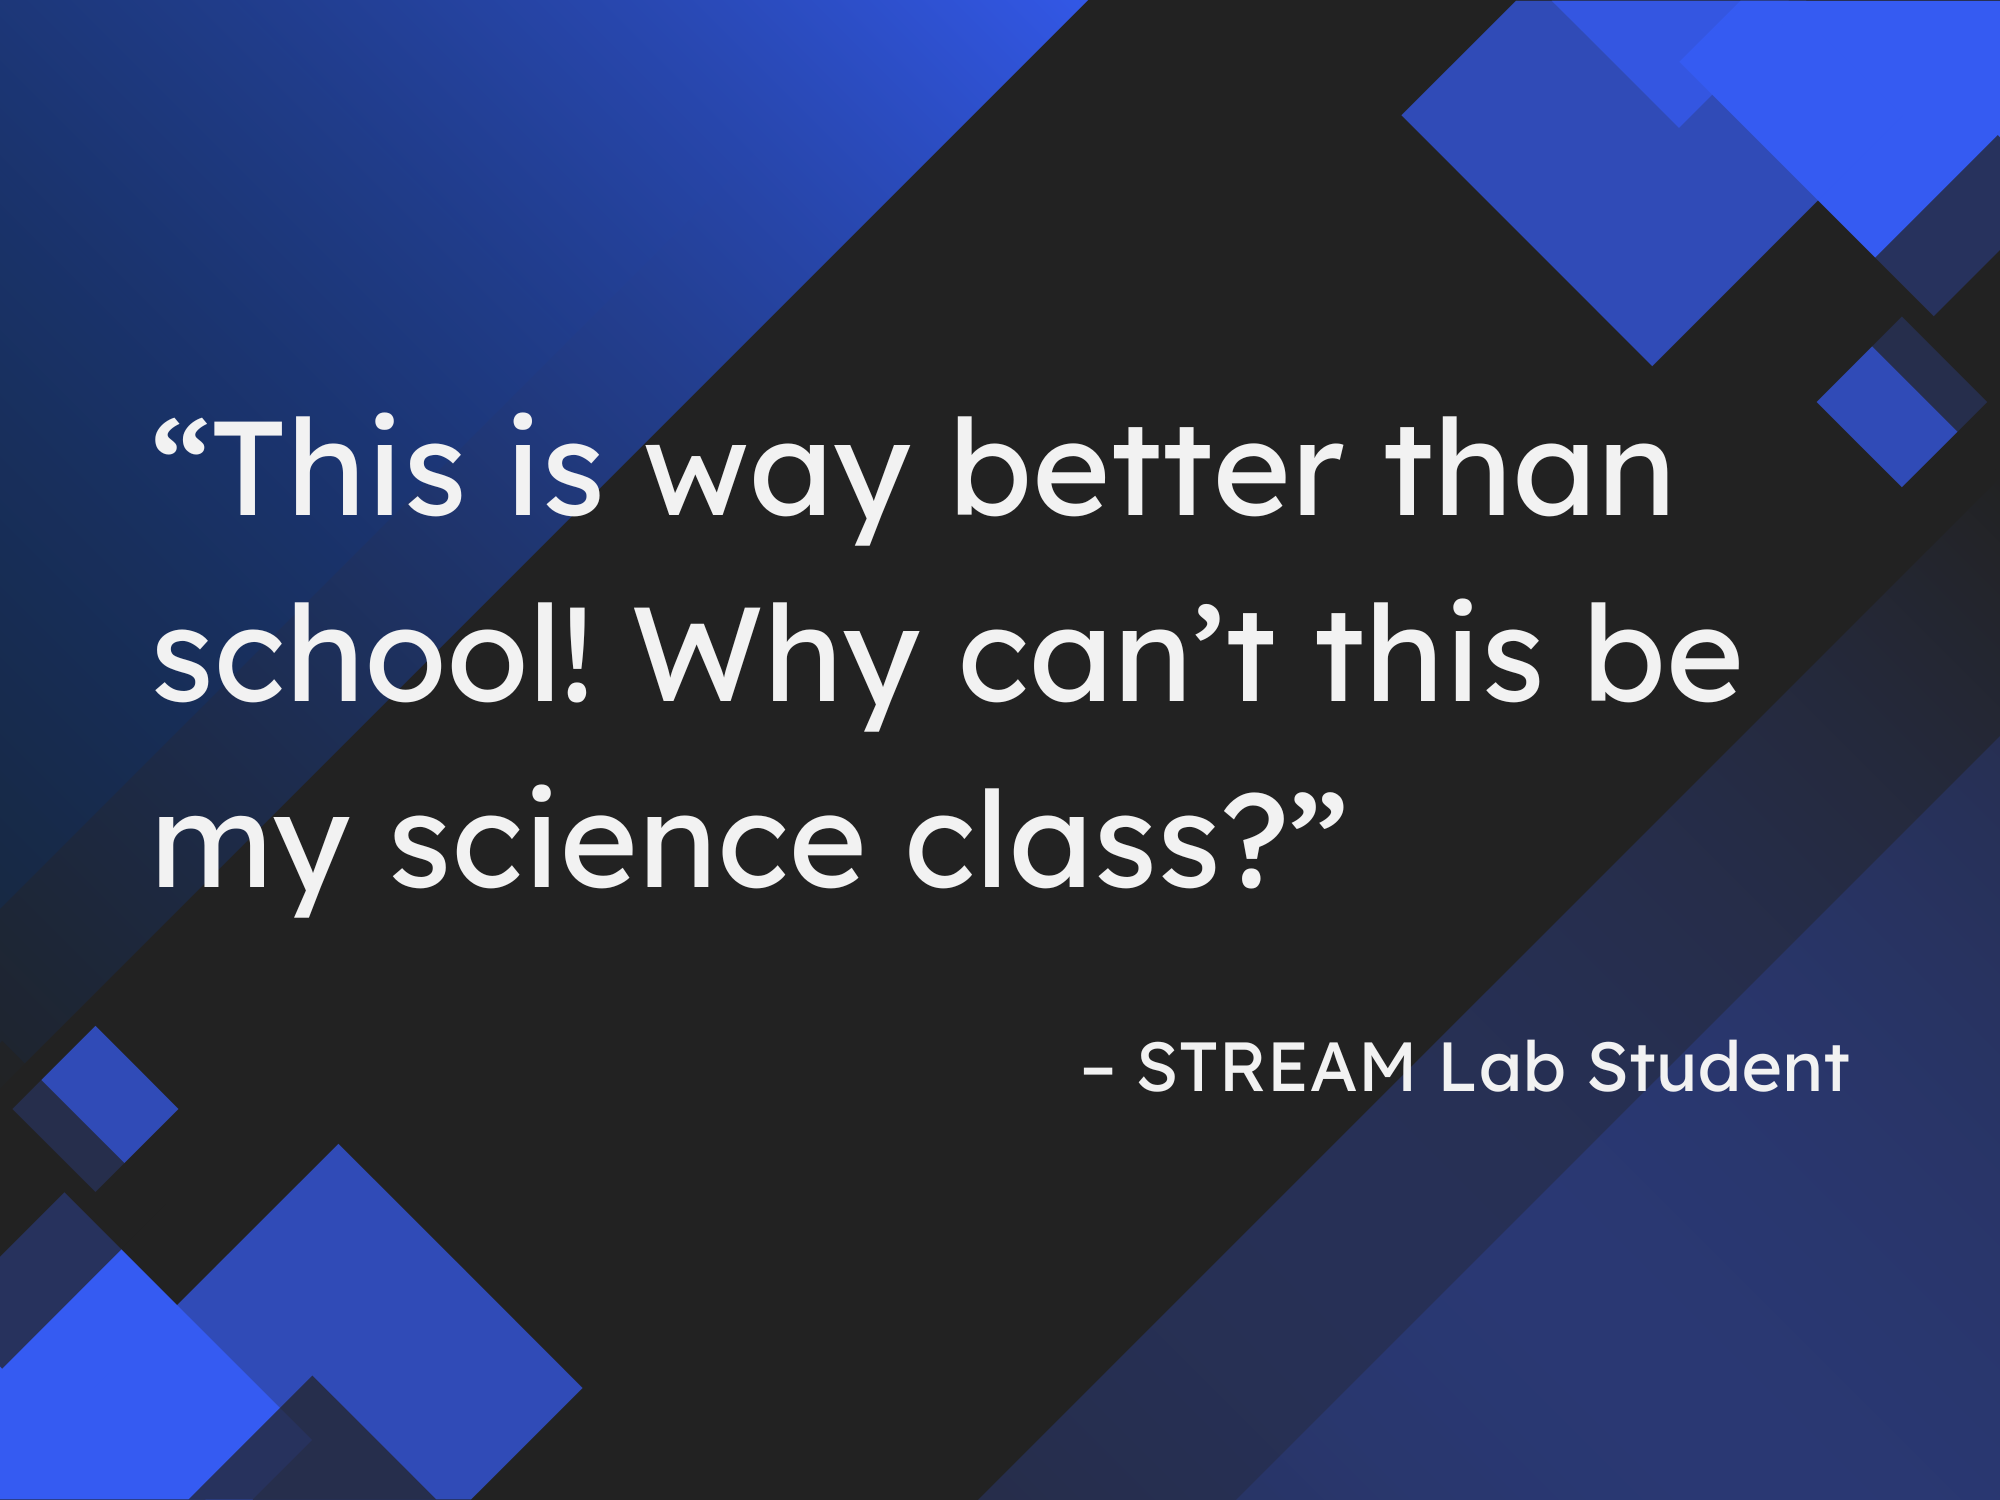 “This is way better than
school! Why can’t this be
my science class?”
– STREAM Lab Student